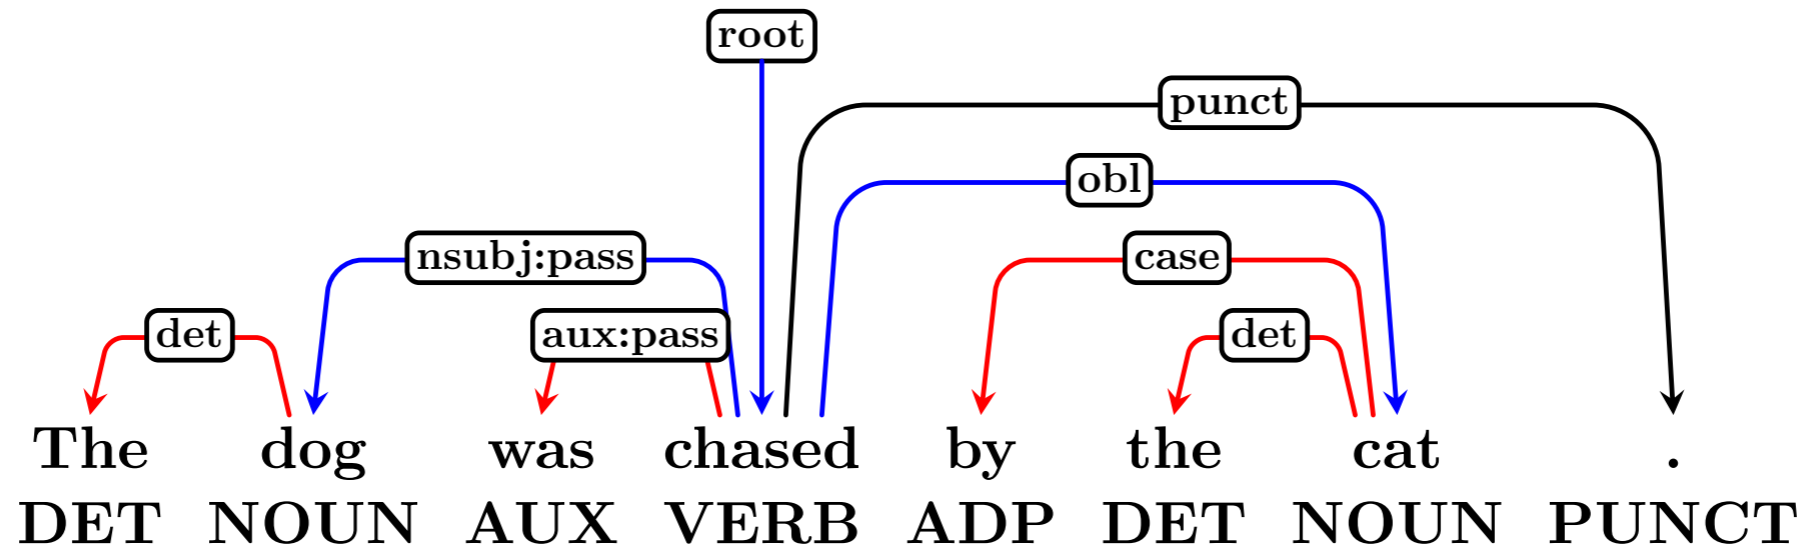 root
punct
obl
nsubj:pass case
det aux:pass det
The dog was chased by the cat .
DET NOUN AUX VERB ADP DET NOUN PUNCT